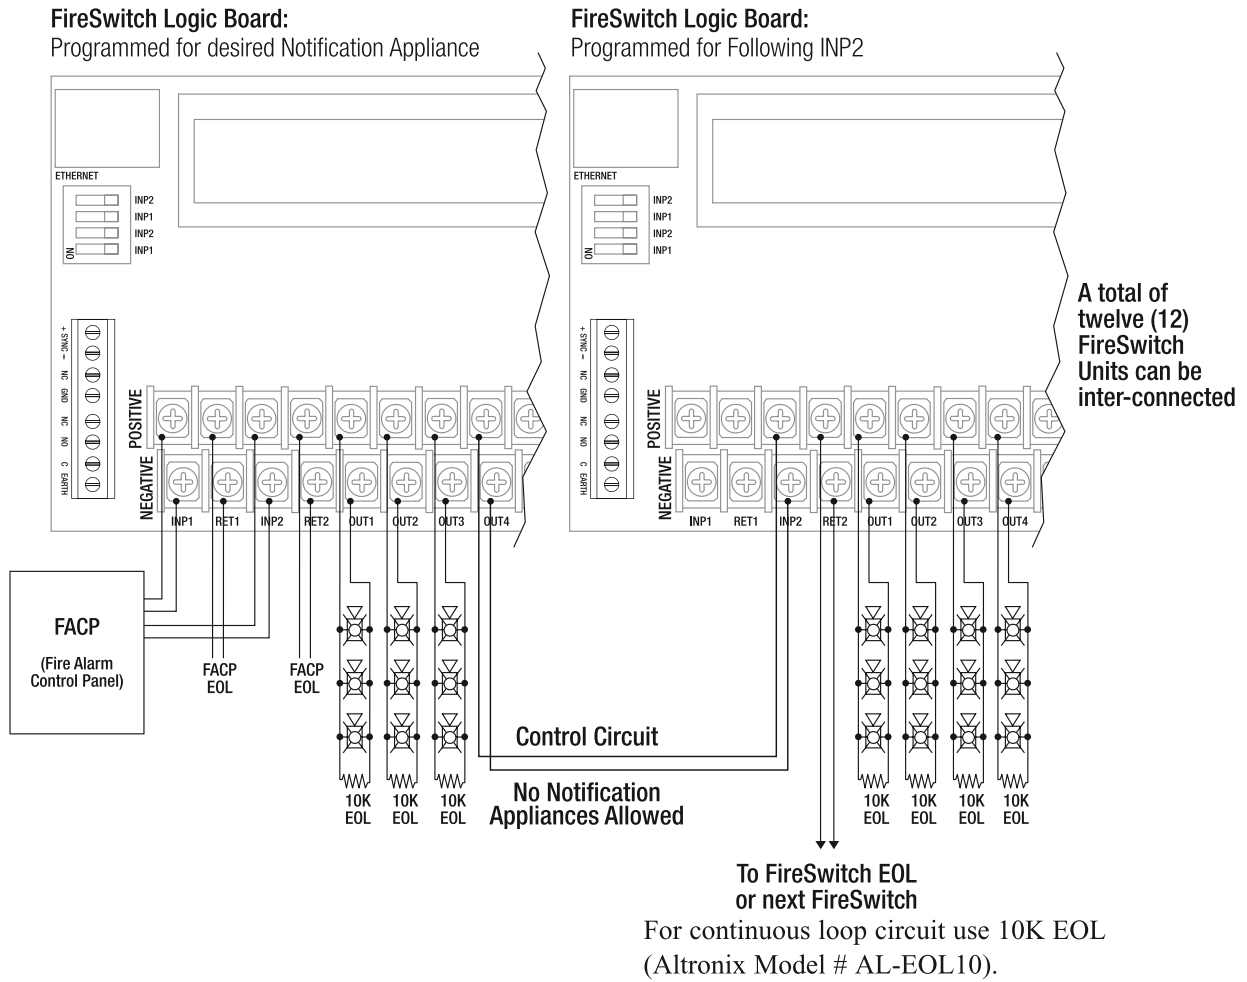 FireSwitch Logic Board:
Programmed for desired Notification Appliance
FireSwitch Logic Board:
Programmed for Following INP2
ETHERNET
INP2
INP1
INP2
INP1
ON
ETHERNET
INP2
INP1
INP2
INP1
ON
A total of
twelve (12)
FireSwitch
Units can be
inter-connected
+ SYNC –
NC
GND
NC
NO
C
EARTH
POSITIVE
NEGATIVE
INP1
RET1
INP2
RET2
OUT1
OUT2
OUT3
OUT4
+ SYNC –
NC
GND
NC
NO
C
EARTH
POSITIVE
NEGATIVE
INP1
RET1
INP2
RET2
OUT1
OUT2
OUT3
OUT4
FACP
(Fire Alarm
Control Panel)
FACP
EOL
FACP
EOL
Control Circuit
No Notification
Appliances Allowed
10K
EOL
10K
EOL
10K
EOL
10K
EOL
10K
EOL
10K
EOL
10K
EOL
To FireSwitch EOL
or next FireSwitch
For continuous loop circuit use 10K EOL
(Altronix Model # AL-EOL10).